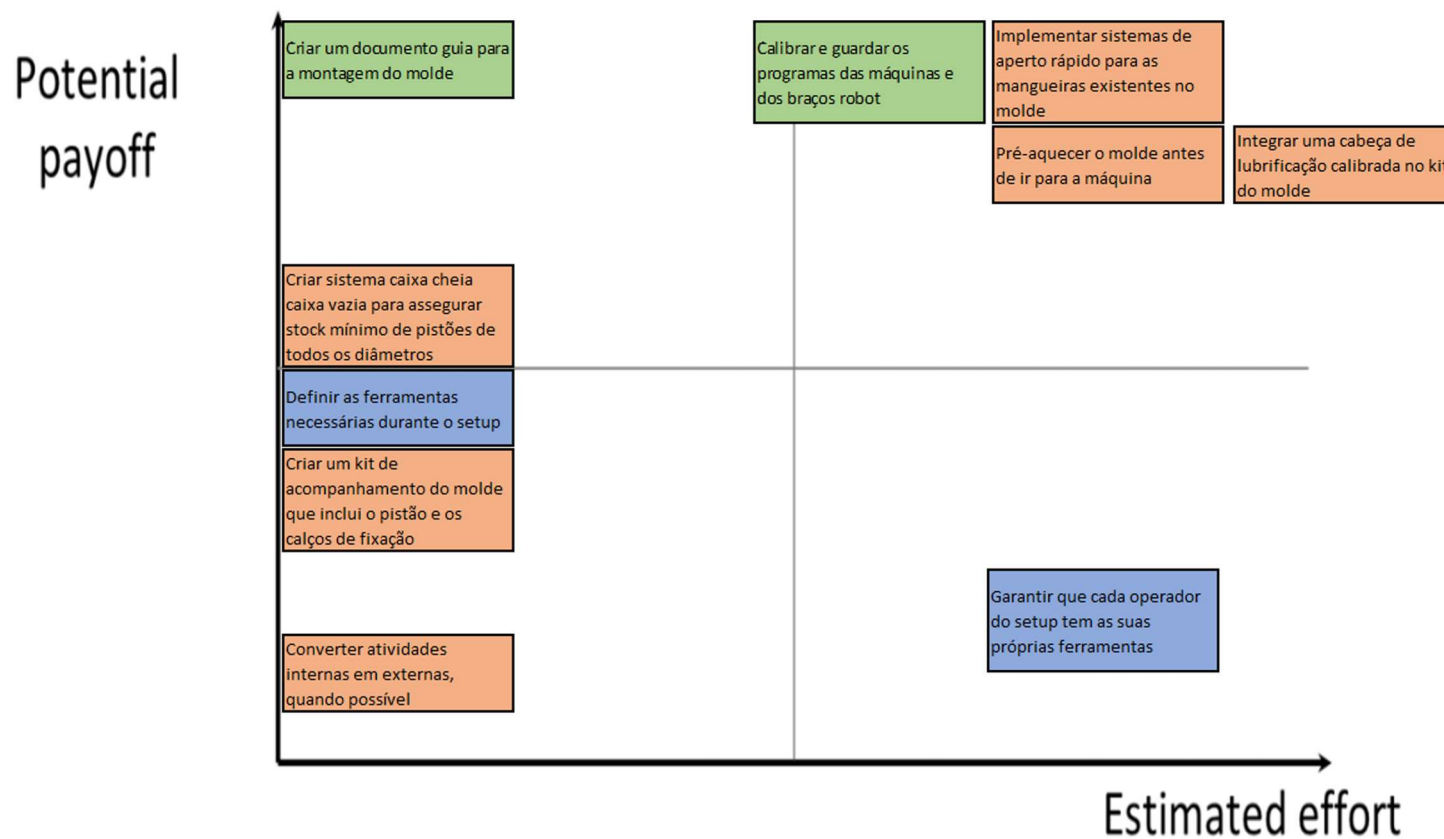 Potential
payoff
Criar um documento guia para
a montagem do molde
Calibrar e guardar os
programas das máquinas e
dos braços robot
Implementar sistemas de
aperto rápido para as
mangueiras existentes no
molde
Pré-aquecer o molde antes
de ir para a máquina
Integrar uma cabeça de
lubrificação calibrada no kit
do molde
Criar sistema caixa cheia
caixa vazia para assegurar
stock mínimo de pistões de
todos os diâmetros
Definir as ferramentas
necessárias durante o setup
Criar um kit de
acompanhamento do molde
que inclui o pistão e os
calços de fixação
Garantir que cada operador
do setup tem as suas
próprias ferramentas
Converter atividades
internas em externas,
quando possível
Estimated effort